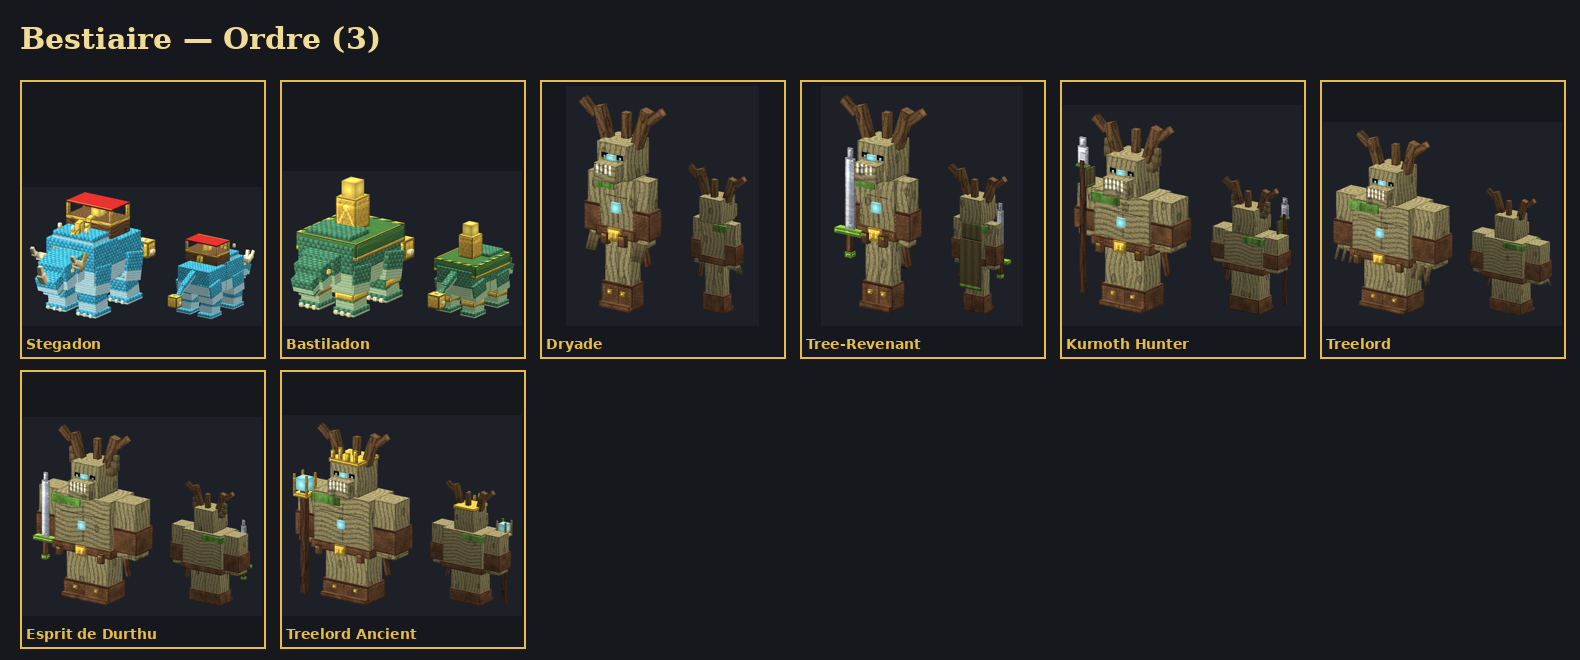 Bestiaire — Ordre (3)
Stegadon
Bastiladon
Dryade
Tree-Revenant
Kurnoth Hunter
Treelord
Esprit de Durthu
Treelord Ancient